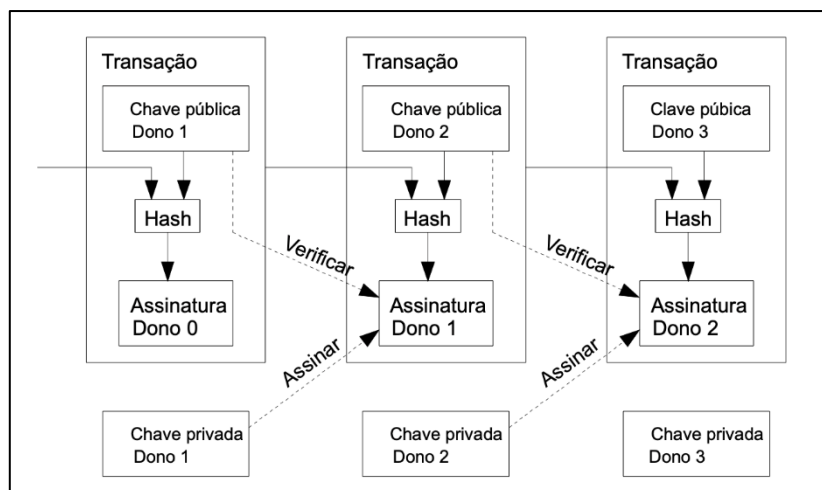 Transação
Chave pública
Dono 1
Hash
Assinatura
Dono 0
Transação
Chave pública
Dono 2
Hash
Assinatura
Dono 1
Transação
Clave púbica
Dono 3
Hash
Assinatura
Dono 2
Verificar
Verificar
Assinar
Assinar
Chave privada
Dono 1
Chave privada
Dono 2
Chave privada
Dono 3